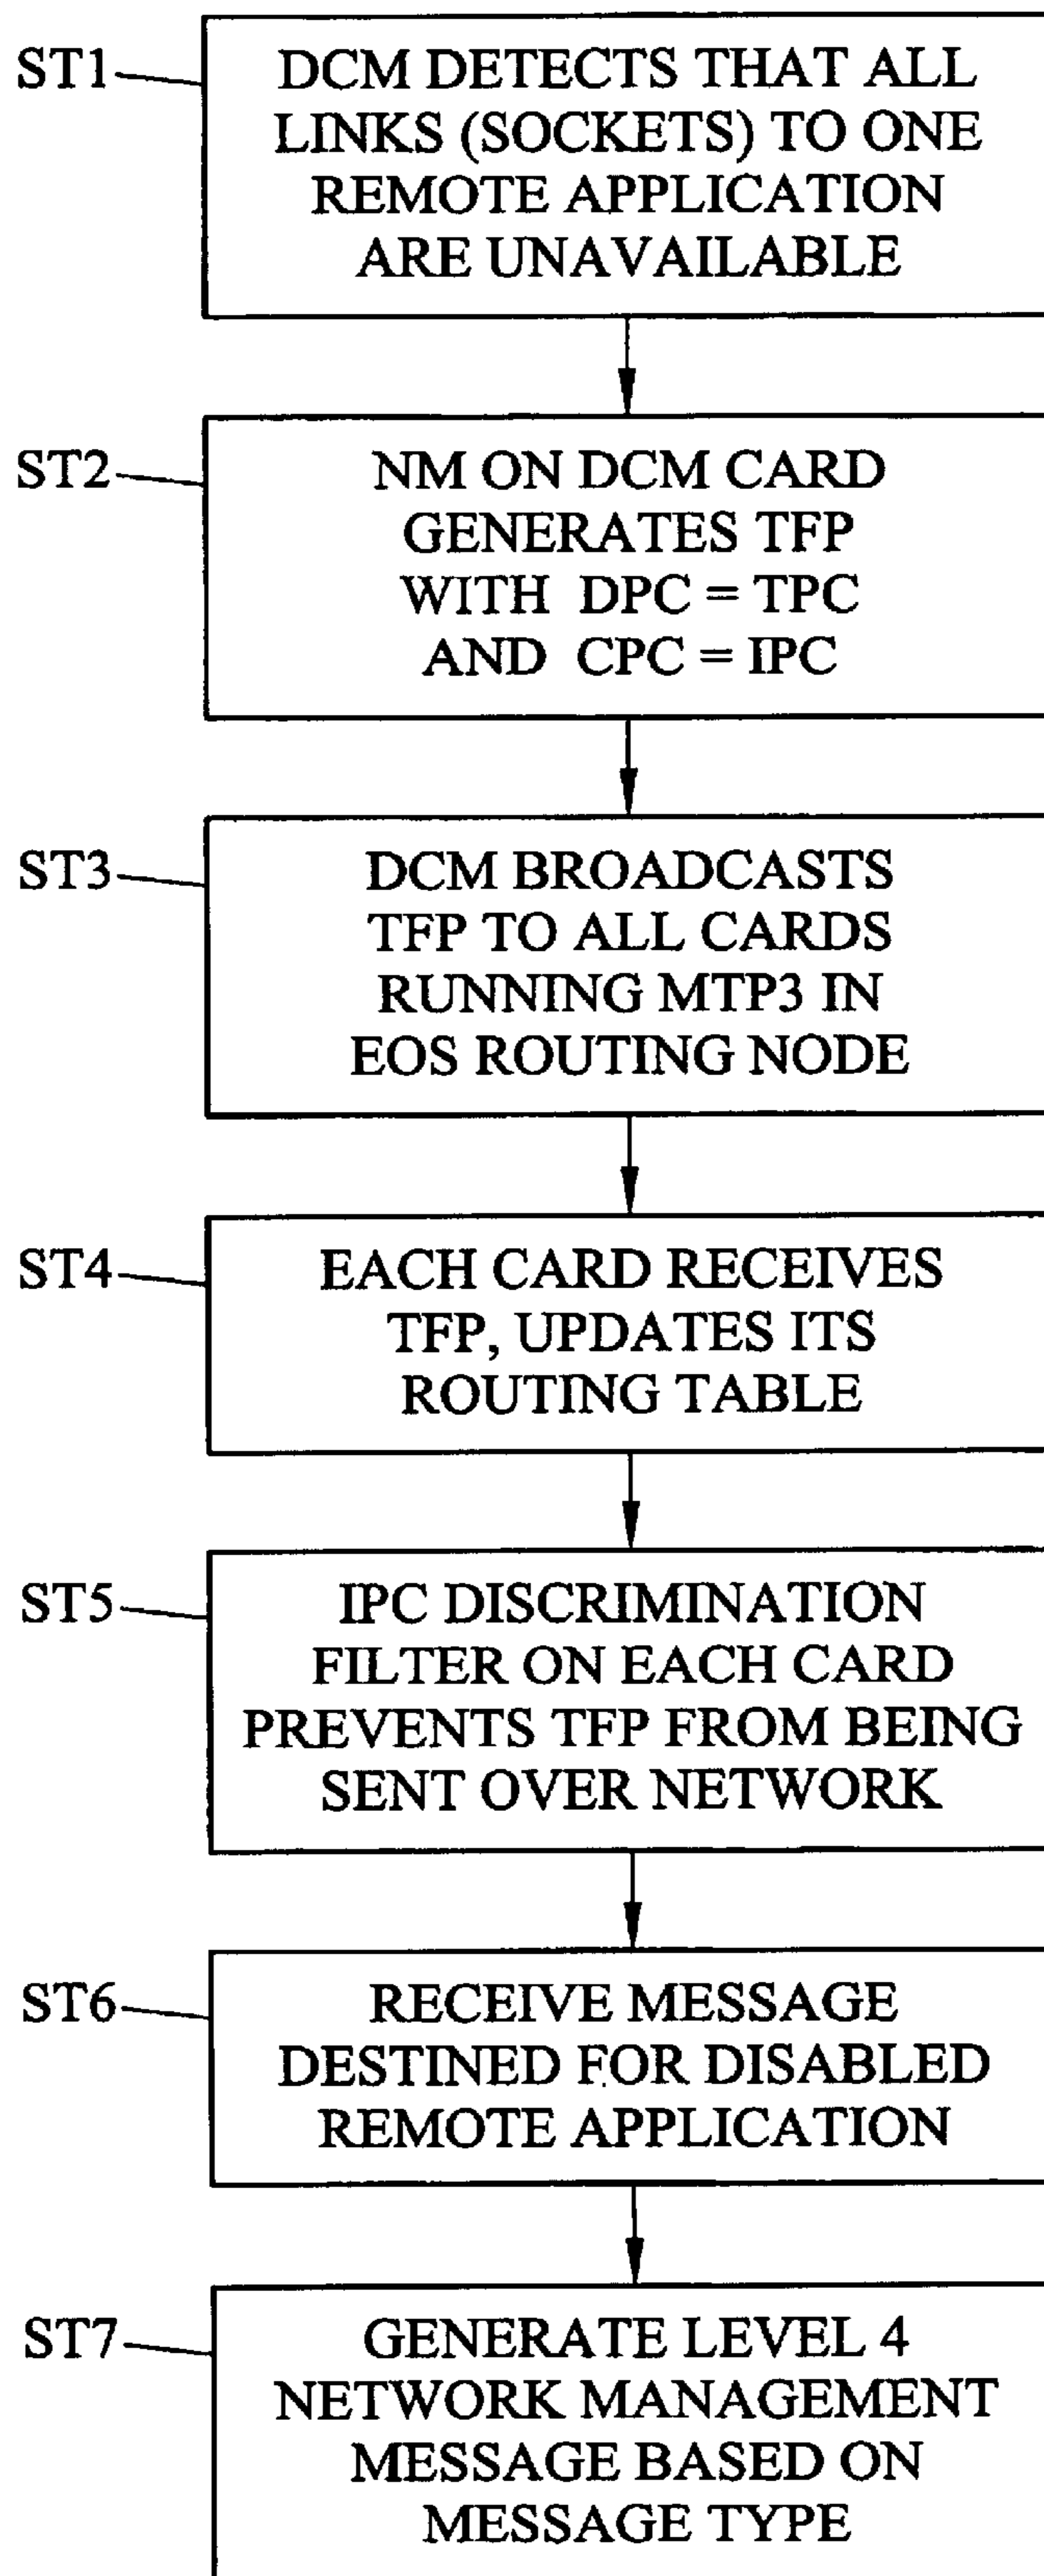 ST1
DCM DETECTS THAT ALL
LINKS (SOCKETS) TO ONE
REMOTE APPLICATION
ARE UNAVAILABLE
ST2
NM ON DCM CARD
GENERATES TFP
WITH DPC = TPC
AND CPC = IPC
ST3
DCM BROADCASTS
TFP TO ALL CARDS
RUNNING MTP3 IN
EOS ROUTING NODE
ST4
EACH CARD RECEIVES
TFP, UPDATES ITS
ROUTING TABLE
ST5
IPC DISCRIMINATION
FILTER ON EACH CARD
PREVENTS TFP FROM BEING
SENT OVER NETWORK
ST6
RECEIVE MESSAGE
DESTINED FOR DISABLED
REMOTE APPLICATION
ST7
GENERATE LEVEL 4
NETWORK MANAGEMENT
MESSAGE BASED ON
MESSAGE TYPE